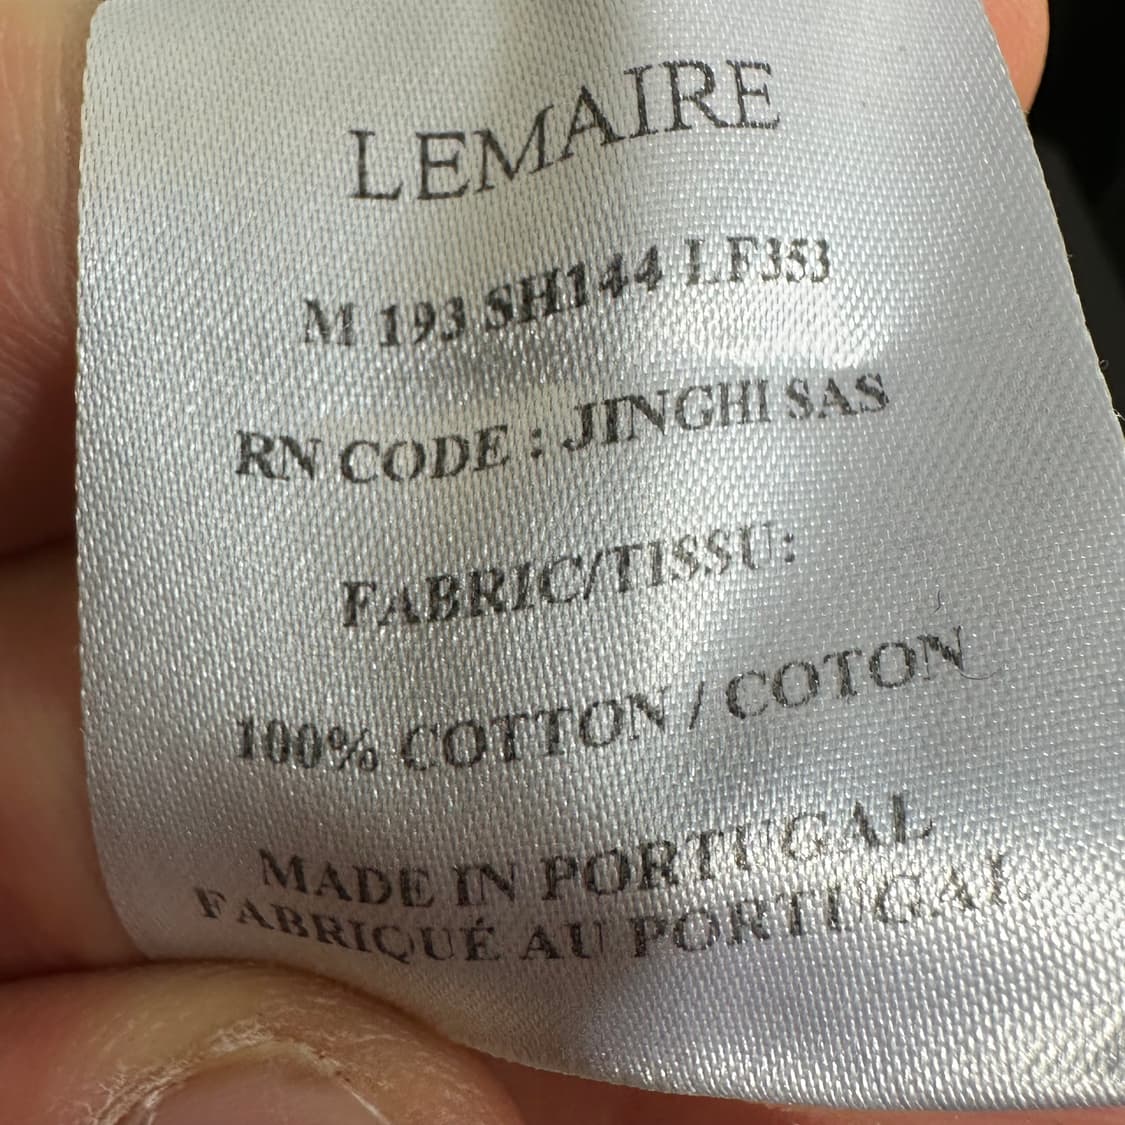 LEMAIRE
M 193 SH144 LF353
RN CODE : JINGHI SAS
FABRIC/TISSU:
100% COTTON / COTON
MADE IN PORTUGAL
FABRIQUÉ AU PORTUGAL